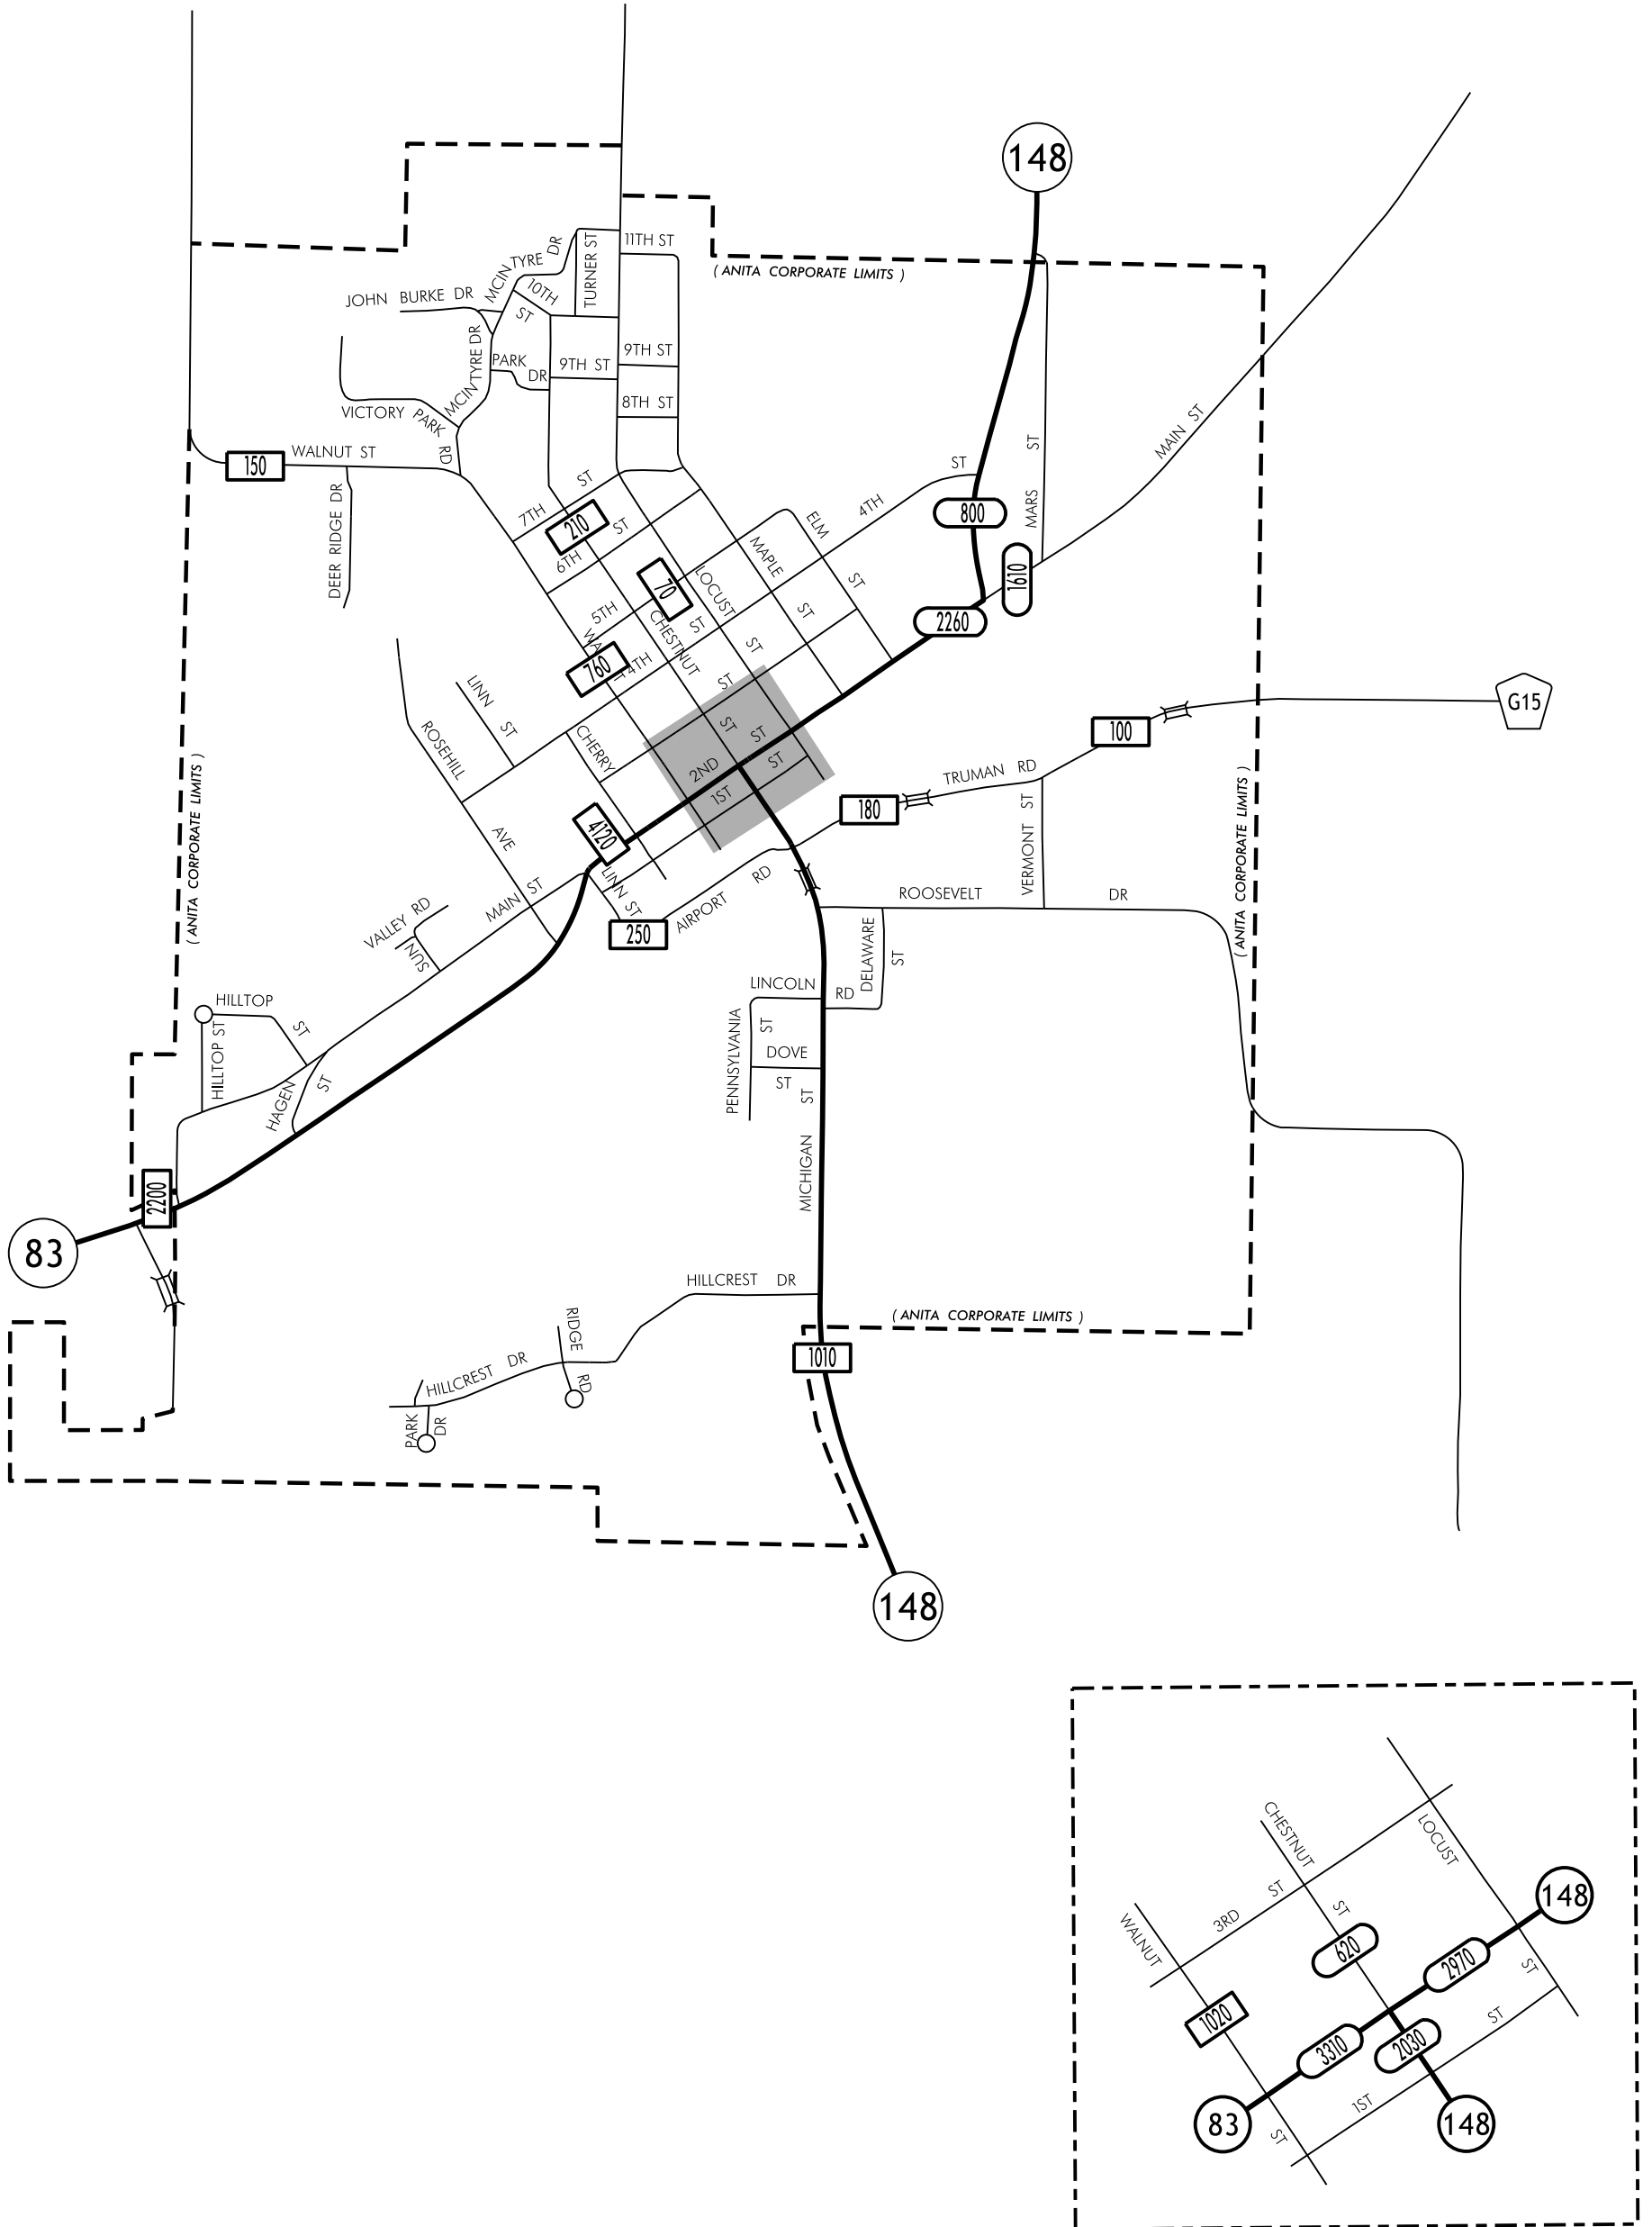 148
11TH ST
( ANITA CORPORATE LIMITS )
MCINTYRE DR
TURNER ST
10TH ST
JOHN BURKE DR
MCINTYRE DR
PARK DR
9TH ST
9TH ST
8TH ST
VICTORY PARK RD
WALNUT ST
150
DEER RIDGE DR
7TH ST
210
6TH ST
70
5TH ST
LOCUST ST
MAPLE ST
ELM ST
4TH ST
800
MARS ST
MAIN ST
1610
2260
CHESTNUT ST
760
4TH
ST
LINN ST
ROSEHILL AVE
CHERRY
2ND ST
1ST ST
4120
100
G15
TRUMAN RD
180
VERMONT ST
( ANITA CORPORATE LIMITS )
( ANITA CORPORATE LIMITS )
MAIN ST
LINN ST
250
AIRPORT RD
ROOSEVELT DR
VALLEY RD
SUN
DELAWARE ST
LINCOLN RD
PENNSYLVANIA ST
DOVE ST
HILLTOP ST
HILLTOP ST
HAGEN ST
MICHIGAN ST
2200
83
HILLCREST DR
RIDGE RD
( ANITA CORPORATE LIMITS )
1010
HILLCREST DR
PARK DR
148
CHESTNUT ST
LOCUST ST
3RD ST
WALNUT ST
148
620
2970
1020
3310
2030
1ST ST
83
148